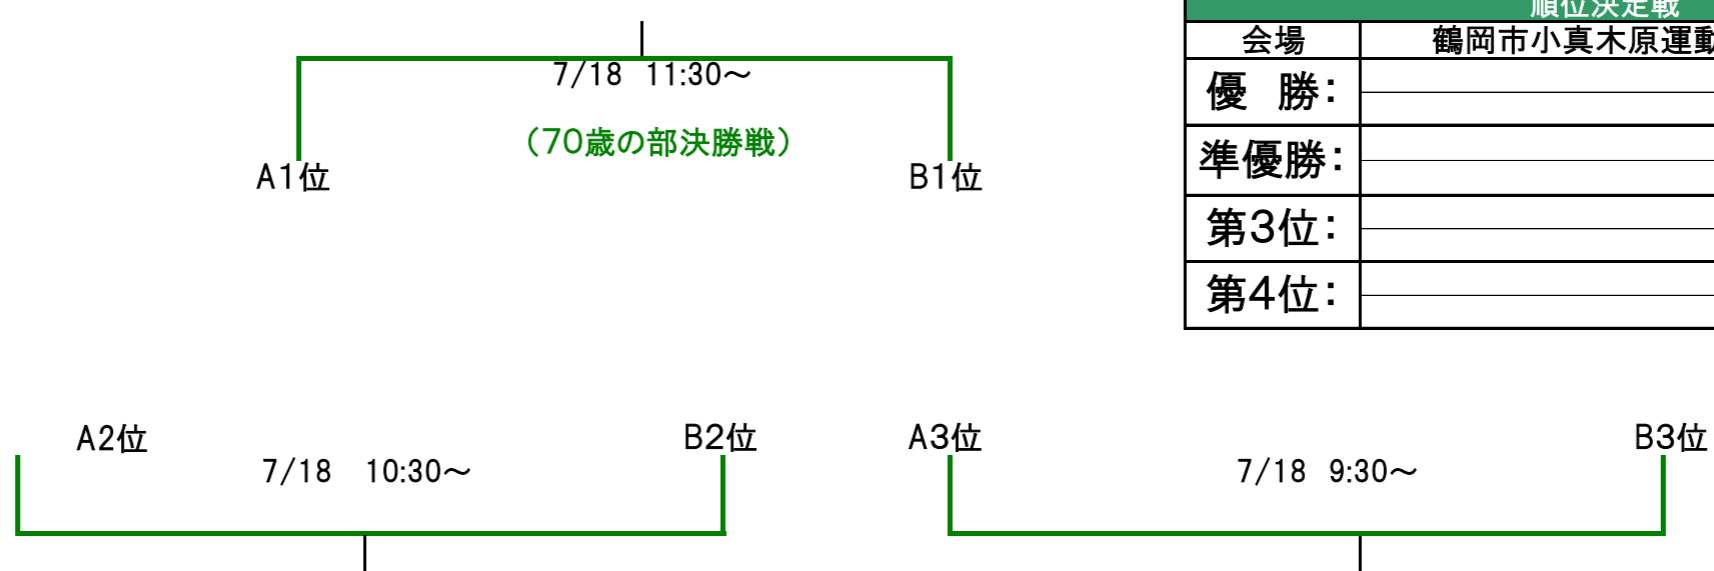 順位決定戦
会場 鶴岡市小真木原運動
7/18 11:30～
（70歳の部決勝戦）
A1位 B1位
優 勝：
準優勝：
第3位：
第4位：
A2位 B2位 A3位 B3位
7/18 10:30～ 7/18 9:30～